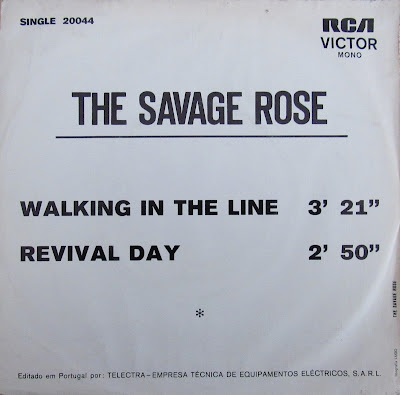 SINGLE 20044
RCA
VICTOR
MONO
THE SAVAGE ROSE
WALKING IN THE LINE 3' 21"
REVIVAL DAY 2' 50"
*
Editado em Portugal por: TELECTRA-EMPRESA TÉCNICA DE EQUIPAMENTOS ELÉCTRICOS, S.A.R.L.
THE SAVAGE ROSE